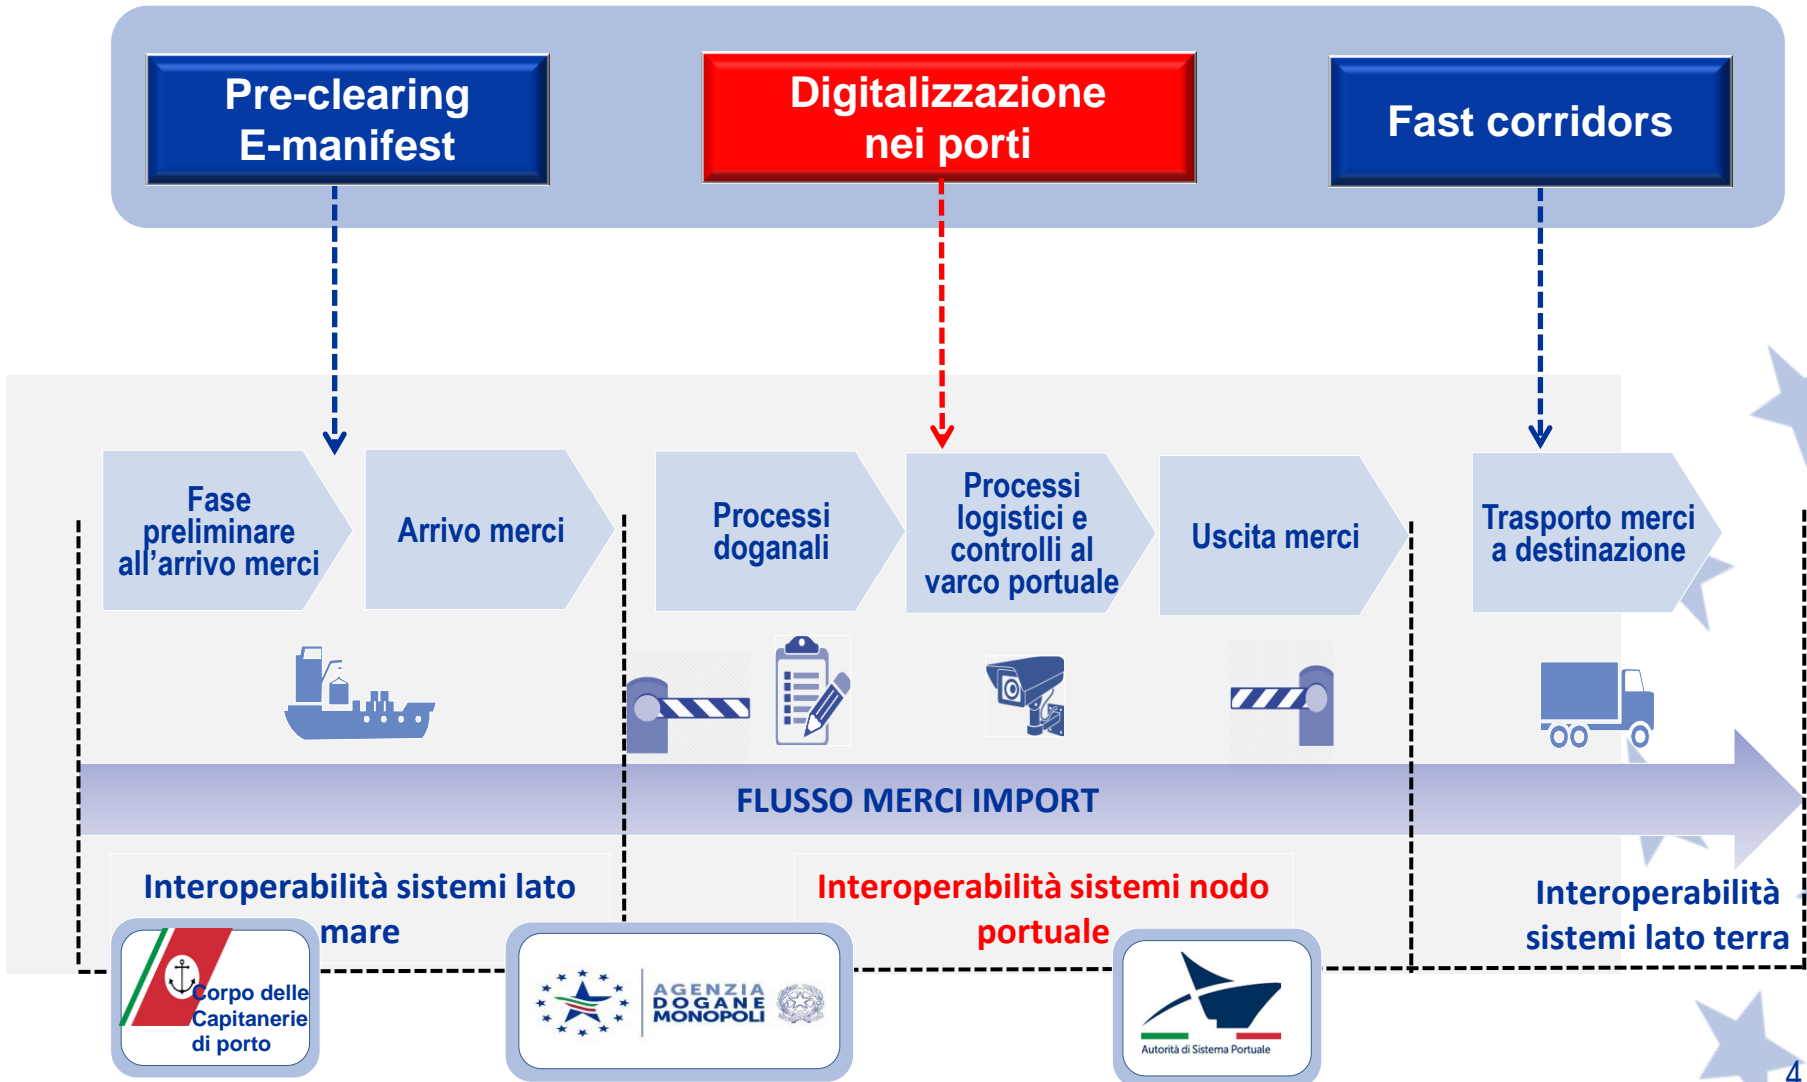 Pre-clearing
E-manifest
Digitalizzazione
nei porti
Fast corridors
Fase
preliminare
all’arrivo merci
Arrivo merci
Processi
doganali
Processi
logistici e
controlli al
varco portuale
Uscita merci
Trasporto merci
a destinazione
FLUSSO MERCI IMPORT
Interoperabilità sistemi lato
mare
Interoperabilità sistemi nodo
portuale
Interoperabilità
sistemi lato terra
Corpo delle
Capitanerie
di porto
AGENZIA
DOGANE
MONOPOLI
Autorità di Sistema Portuale
4